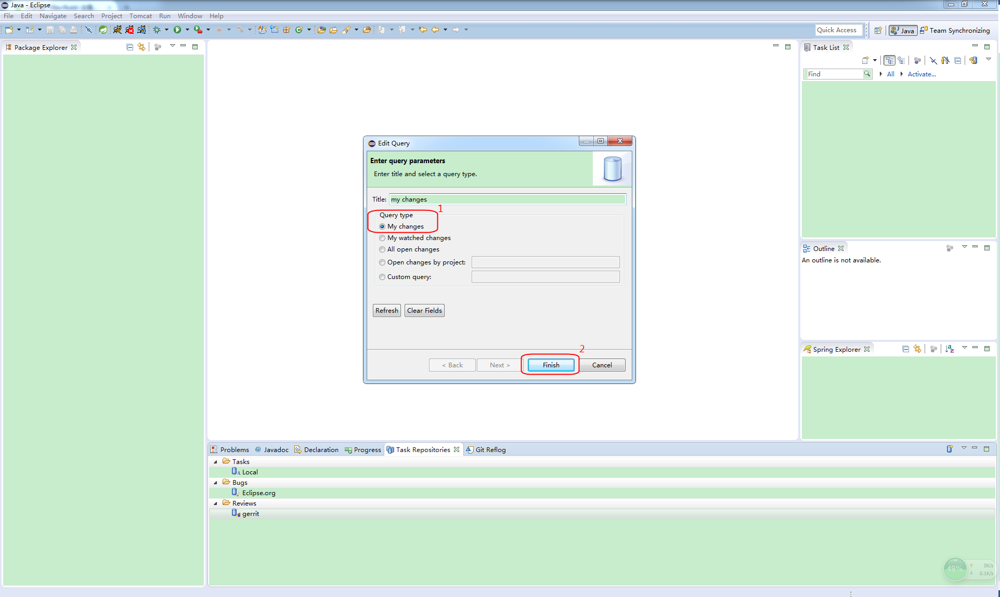 Java - Eclipse
File Edit Navigate Search Project Tomcat Run Window Help
Quick Access
Java
Team Synchronizing
Package Explorer
Task List
Find
All
Activate...
Edit Query
Enter query parameters
Enter title and select a query type.
Title: my changes
1
Query type
My changes
My watched changes
All open changes
Open changes by project:
Custom query:
Refresh Clear Fields
2
< Back Next > Finish Cancel
Outline
An outline is not available.
Spring Explorer
Problems @ Javadoc Declaration Progress Task Repositories Git Reflog
Tasks
Local
Bugs
Eclipse.org
Reviews
gerrit
49%
0K/s
0.1K/s